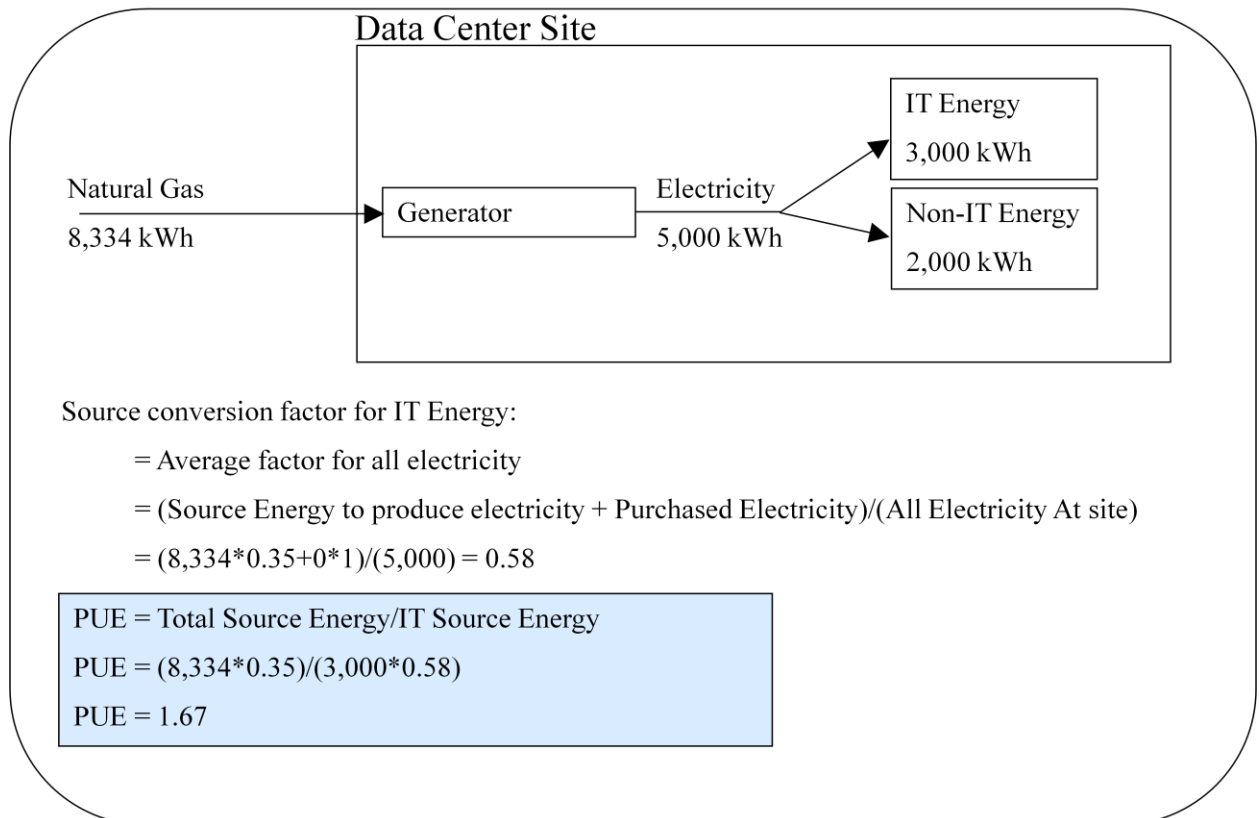 Data Center Site
Natural Gas
8,334 kWh
Generator
Electricity
5,000 kWh
IT Energy
3,000 kWh
Non-IT Energy
2,000 kWh
Source conversion factor for IT Energy:
= Average factor for all electricity
= (Source Energy to produce electricity + Purchased Electricity)/(All Electricity At site)
= (8,334*0.35+0*1)/(5,000) = 0.58
PUE = Total Source Energy/IT Source Energy
PUE = (8,334*0.35)/(3,000*0.58)
PUE = 1.67